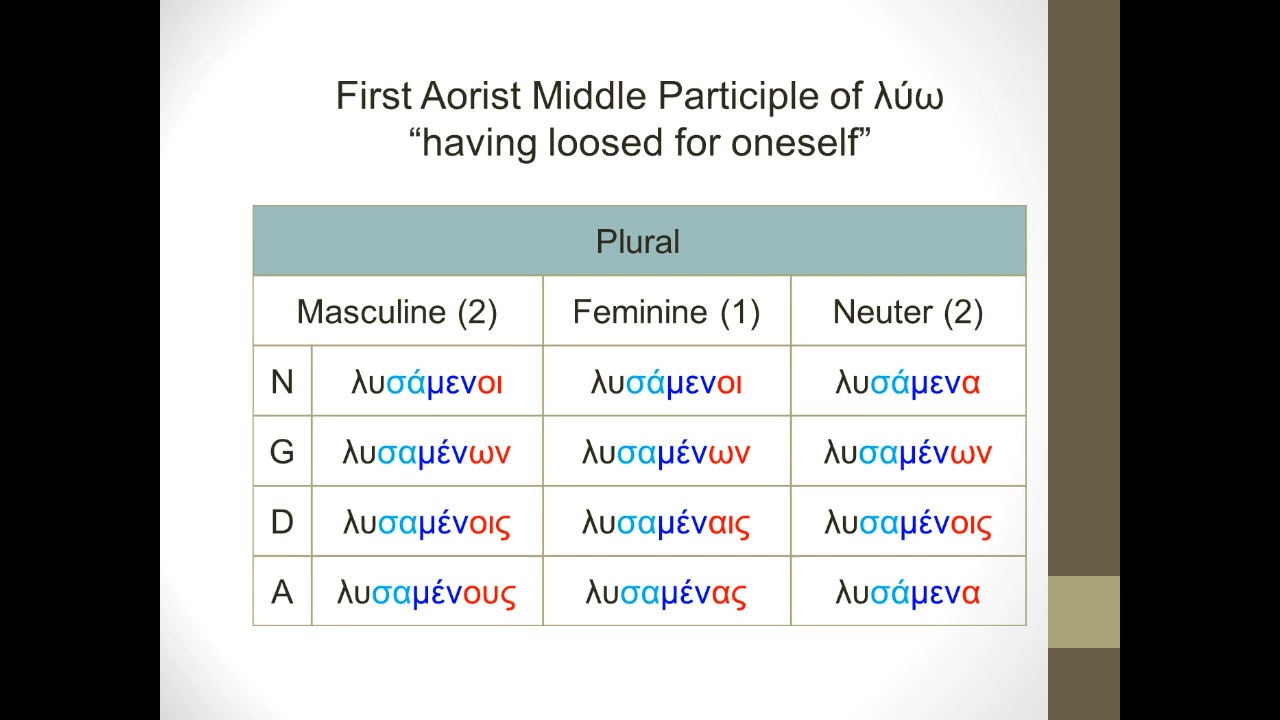 First Aorist Middle Participle of λύω
“having loosed for oneself”
Plural
Masculine (2) Feminine (1) Neuter (2)
N λυσάμενοι λυσάμενοι λυσάμενα
G λυσαμένων λυσαμένων λυσαμένων
D λυσαμένοις λυσαμέναις λυσαμένοις
A λυσαμένους λυσαμένας λυσάμενα